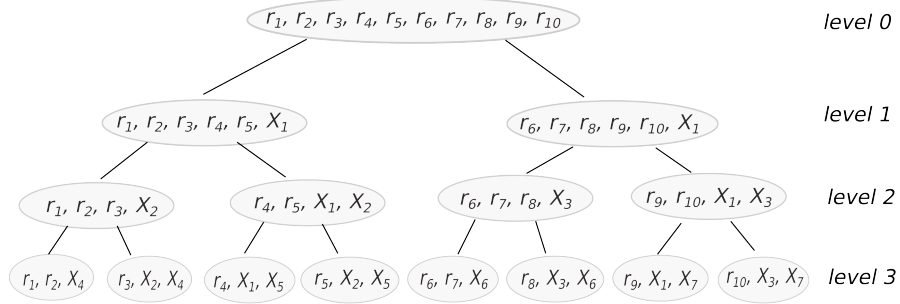 r₁, r₂, r₃, r₄, r₅, r₆, r₇, r₈, r₉, r₁₀ level 0
r₁, r₂, r₃, r₄, r₅, X₁ r₆, r₇, r₈, r₉, r₁₀, X₁ level 1
r₁, r₂, r₃, X₂ r₄, r₅, X₁, X₂ r₆, r₇, r₈, X₃ r₉, r₁₀, X₁, X₃ level 2
r₁, r₂, X₄ r₃, X₂, X₄ r₄, X₁, X₅ r₅, X₂, X₅ r₆, r₇, X₆ r₈, X₃, X₆ r₉, X₁, X₇ r₁₀, X₃, X₇ level 3